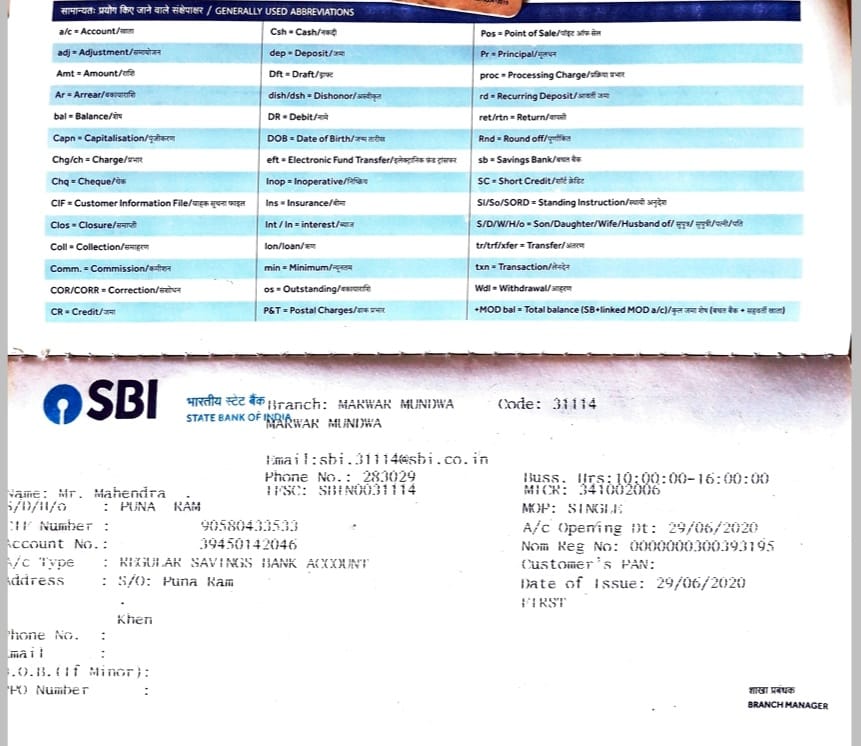 सामान्यतः प्रयोग किए जाने वाले संक्षेपाक्षर / GENERALLY USED ABBREVIATIONS
a/c = Account/खाता Csh = Cash/नकदी Pos = Point of Sale/पॉइंट ऑफ सेल
adj = Adjustment/समायोजन dep = Deposit/जमा Pr = Principal/मूलधन
Amt = Amount/राशि Dft = Draft/ड्राफ्ट proc = Processing Charge/प्रक्रिया प्रभार
Ar = Arrear/बकायाराशि dish/dsh = Dishonor/अस्वीकृत rd = Recurring Deposit/आवर्ती जमा
bal = Balance/शेष DR = Debit/नामे ret/rtn = Return/वापसी
Capn = Capitalisation/पूंजीकरण DOB = Date of Birth/जन्म तारीख Rnd = Round off/पूर्णांकित
Chg/ch = Charge/प्रभार eft = Electronic Fund Transfer/इलेक्ट्रानिक फंड ट्रांसफर sb = Savings Bank/बचत बैंक
Chq = Cheque/चेक Inop = Inoperative/निष्क्रिय SC = Short Credit/शॉर्ट क्रेडिट
CIF = Customer Information File/ग्राहक सूचना फाइल Ins = Insurance/बीमा SI/So/SORD = Standing Instruction/स्थायी अनुदेश
Clos = Closure/समाप्ती Int / In = interest/ब्याज S/D/W/H/o = Son/Daughter/Wife/Husband of/ सुपुत्र/ सुपुत्री/पत्नी/पति
Coll = Collection/समाहरण lon/loan/ऋण tr/trf/xfer = Transfer/अंतरण
Comm. = Commission/कमीशन min = Minimum/न्यूनतम txn = Transaction/लेनदेन
COR/CORR = Correction/संशोधन os = Outstanding/बकायाराशि Wdl = Withdrawal/आहरण
CR = Credit/जमा P&T = Postal Charges/डाक प्रभार +MOD bal = Total balance (SB+linked MOD a/c)/कुल जमा शेष (बचत बैंक + सहवर्ती खाता)
SBI भारतीय स्टेट बैंक Branch: MARWAR MUNDWA Code: 31114
STATE BANK OF INDIA MARWAR MUNDWA
Email:sbi.31114@sbi.co.in
Phone No.: 283029 Buss. Hrs:10:00:00-16:00:00
IFSC: SBIN0031114 MICR: 341002006
Name: Mr. Mahendra .
S/D/H/o : PUNA RAM MOP: SINGLE
CIF Number : 90580433533 A/c Opening Dt: 29/06/2020
Account No.: 39450142046 Nom Reg No: 0000000300393195
A/c Type : REGULAR SAVINGS BANK ACCOUNT Customer's PAN:
Address : S/O: Puna Ram Date of Issue: 29/06/2020
. FIRST
Khen
Phone No. :
Email :
D.O.B.(If Minor):
PPO Number :
शाखा प्रबंधक
BRANCH MANAGER